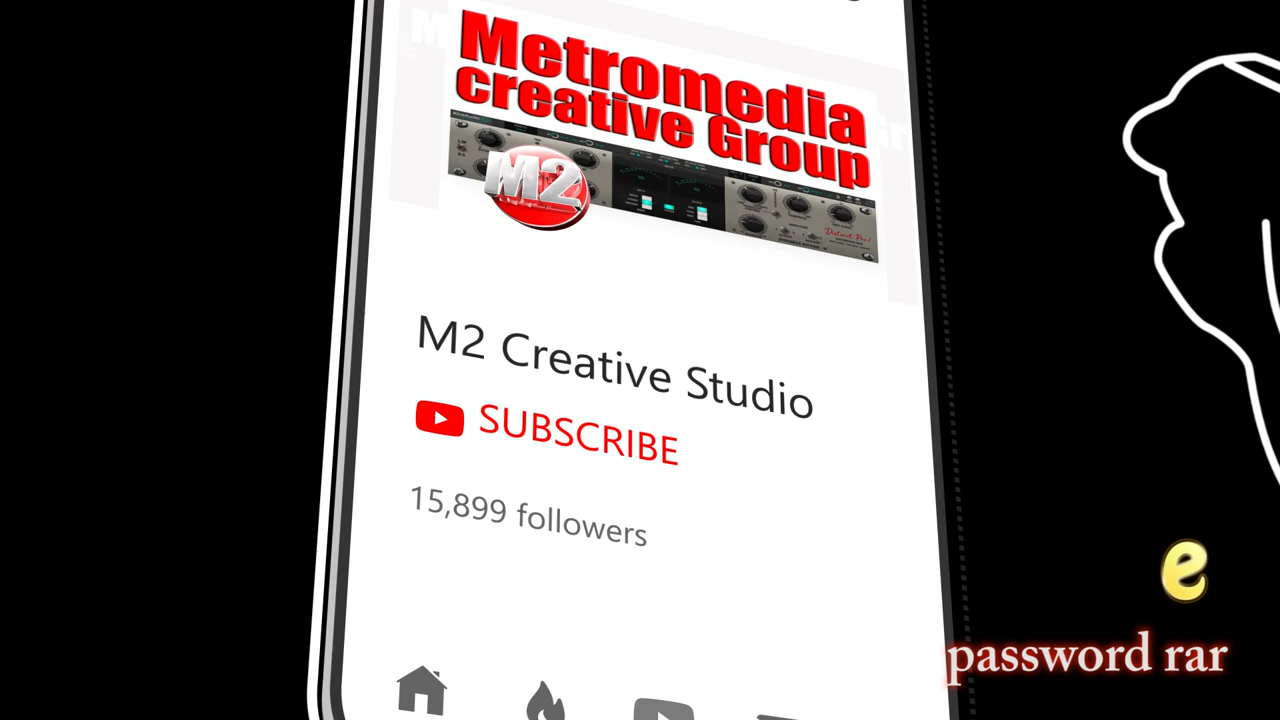 Metromedia
creative Group
M2
M2 Creative Studio
SUBSCRIBE
15,899 followers
e
password rar